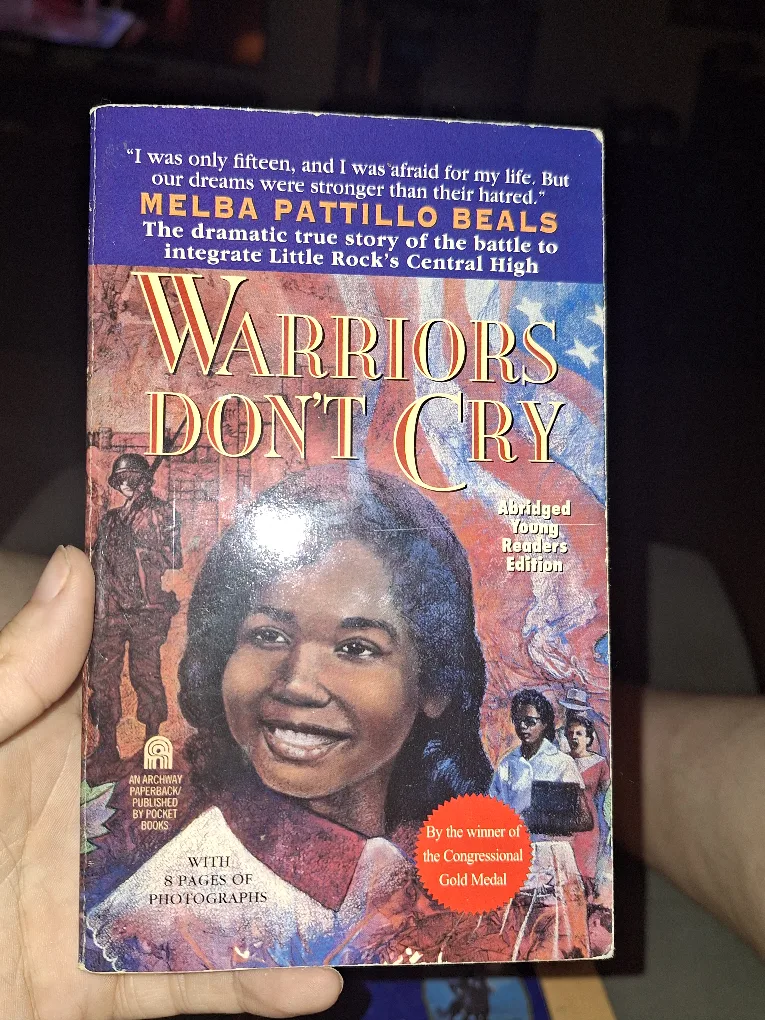 "I was only fifteen, and I was afraid for my life. But
our dreams were stronger than their hatred."
MELBA PATTILLO BEALS
The dramatic true story of the battle to
integrate Little Rock's Central High
WARRIORS
DON'T CRY
Abridged
Young
Readers
Edition
AN ARCHWAY
PAPERBACK/
PUBLISHED
BY POCKET
BOOKS
WITH
8 PAGES OF
PHOTOGRAPHS
By the winner of
the Congressional
Gold Medal